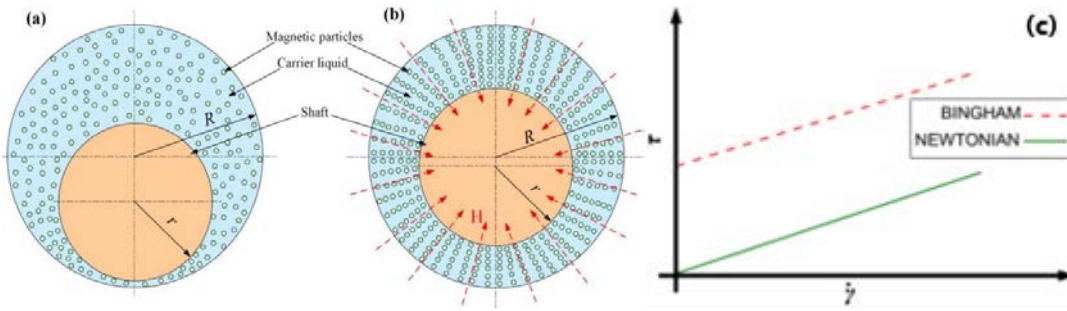 (a)
Magnetic particles
Carrier liquid
Shaft
R
r
(b)
R
r
H
(c)
τ
BINGHAM
NEWTONIAN
γ̇